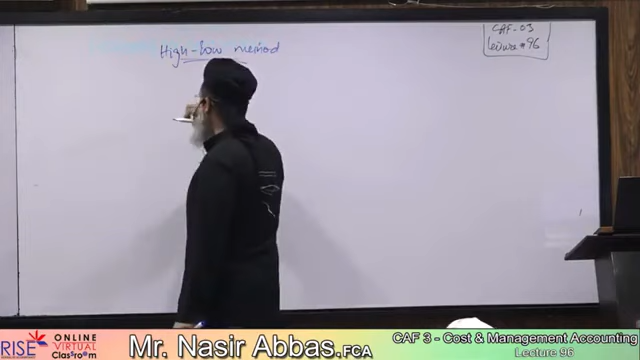 High-low method
CAF-03
Lecture # 96
RISE
ONLINE
VIRTUAL
Classroom
Mr. Nasir Abbas.FCA
CAF 3 - Cost & Management Accounting
Lecture 96